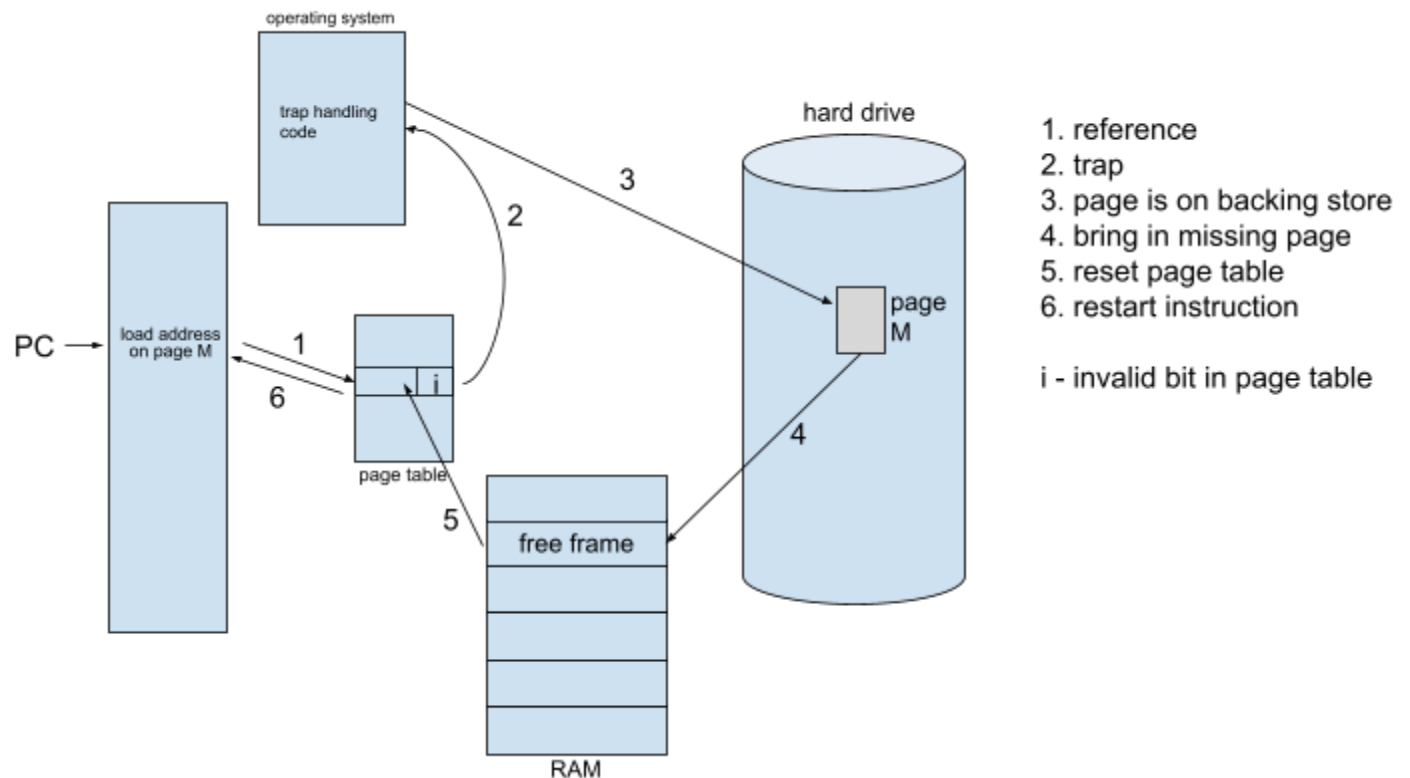 operating system
trap handling
code
hard drive
1. reference
2. trap
3. page is on backing store
4. bring in missing page
5. reset page table
6. restart instruction
i - invalid bit in page table
3
2
page
M
PC
load address
on page M
1
6
i
page table
4
5
free frame
RAM